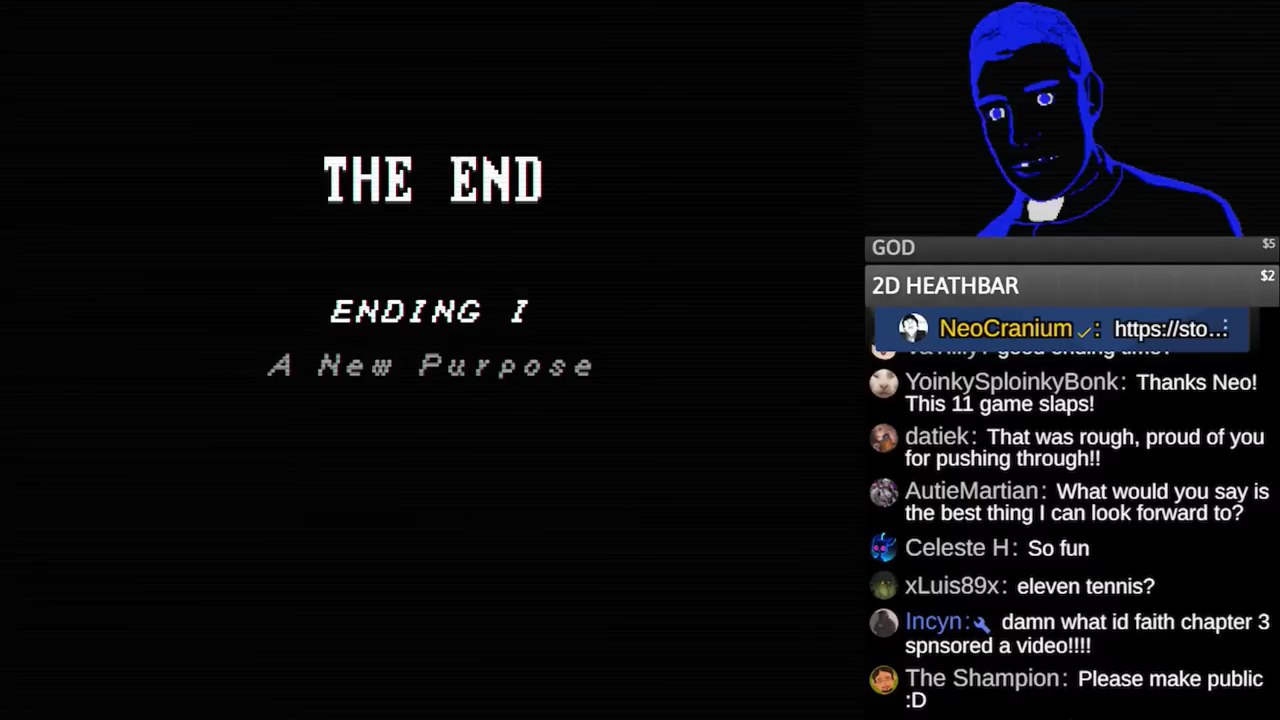 THE END
ENDING I
A New Purpose
GOD
$5
2D HEATHBAR
$2
NeoCranium: https://sto...
good ending time?
YoinkySploinkyBonk: Thanks Neo!
This 11 game slaps!
datiek: That was rough, proud of you
for pushing through!!
AutieMartian: What would you say is
the best thing I can look forward to?
Celeste H: So fun
xLuis89x: eleven tennis?
Incyn: damn what id faith chapter 3
spnsored a video!!!!
The Shampion: Please make public
:D